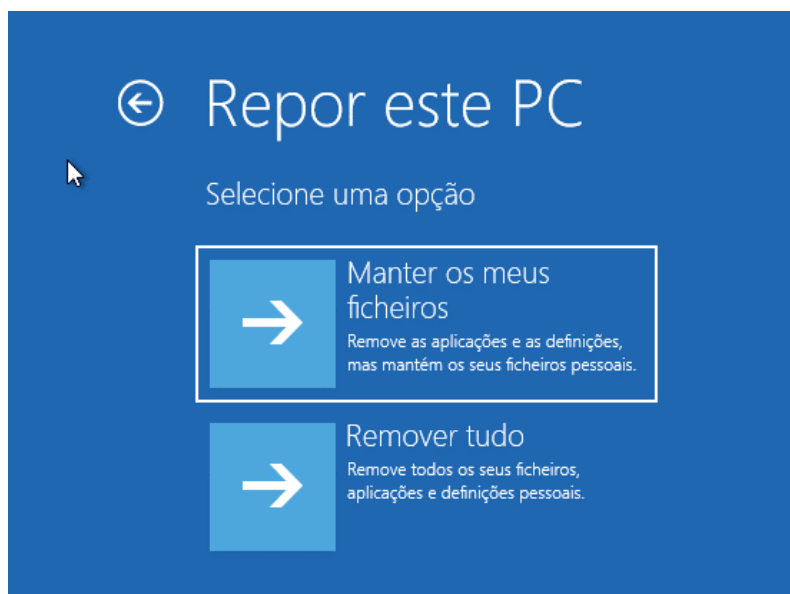 Repor este PC
Selecione uma opção
Manter os meus
ficheiros
Remove as aplicações e as definições,
mas mantém os seus ficheiros pessoais.
Remover tudo
Remove todos os seus ficheiros,
aplicações e definições pessoais.